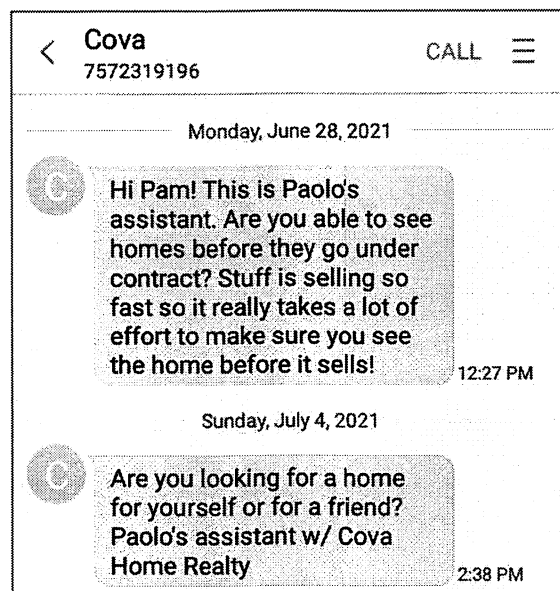 Cova
7572319196
CALL
Monday, June 28, 2021
C
Hi Pam! This is Paolo's
assistant. Are you able to see
homes before they go under
contract? Stuff is selling so
fast so it really takes a lot of
effort to make sure you see
the home before it sells!
12:27 PM
Sunday, July 4, 2021
C
Are you looking for a home
for yourself or for a friend?
Paolo's assistant w/ Cova
Home Realty
2:38 PM